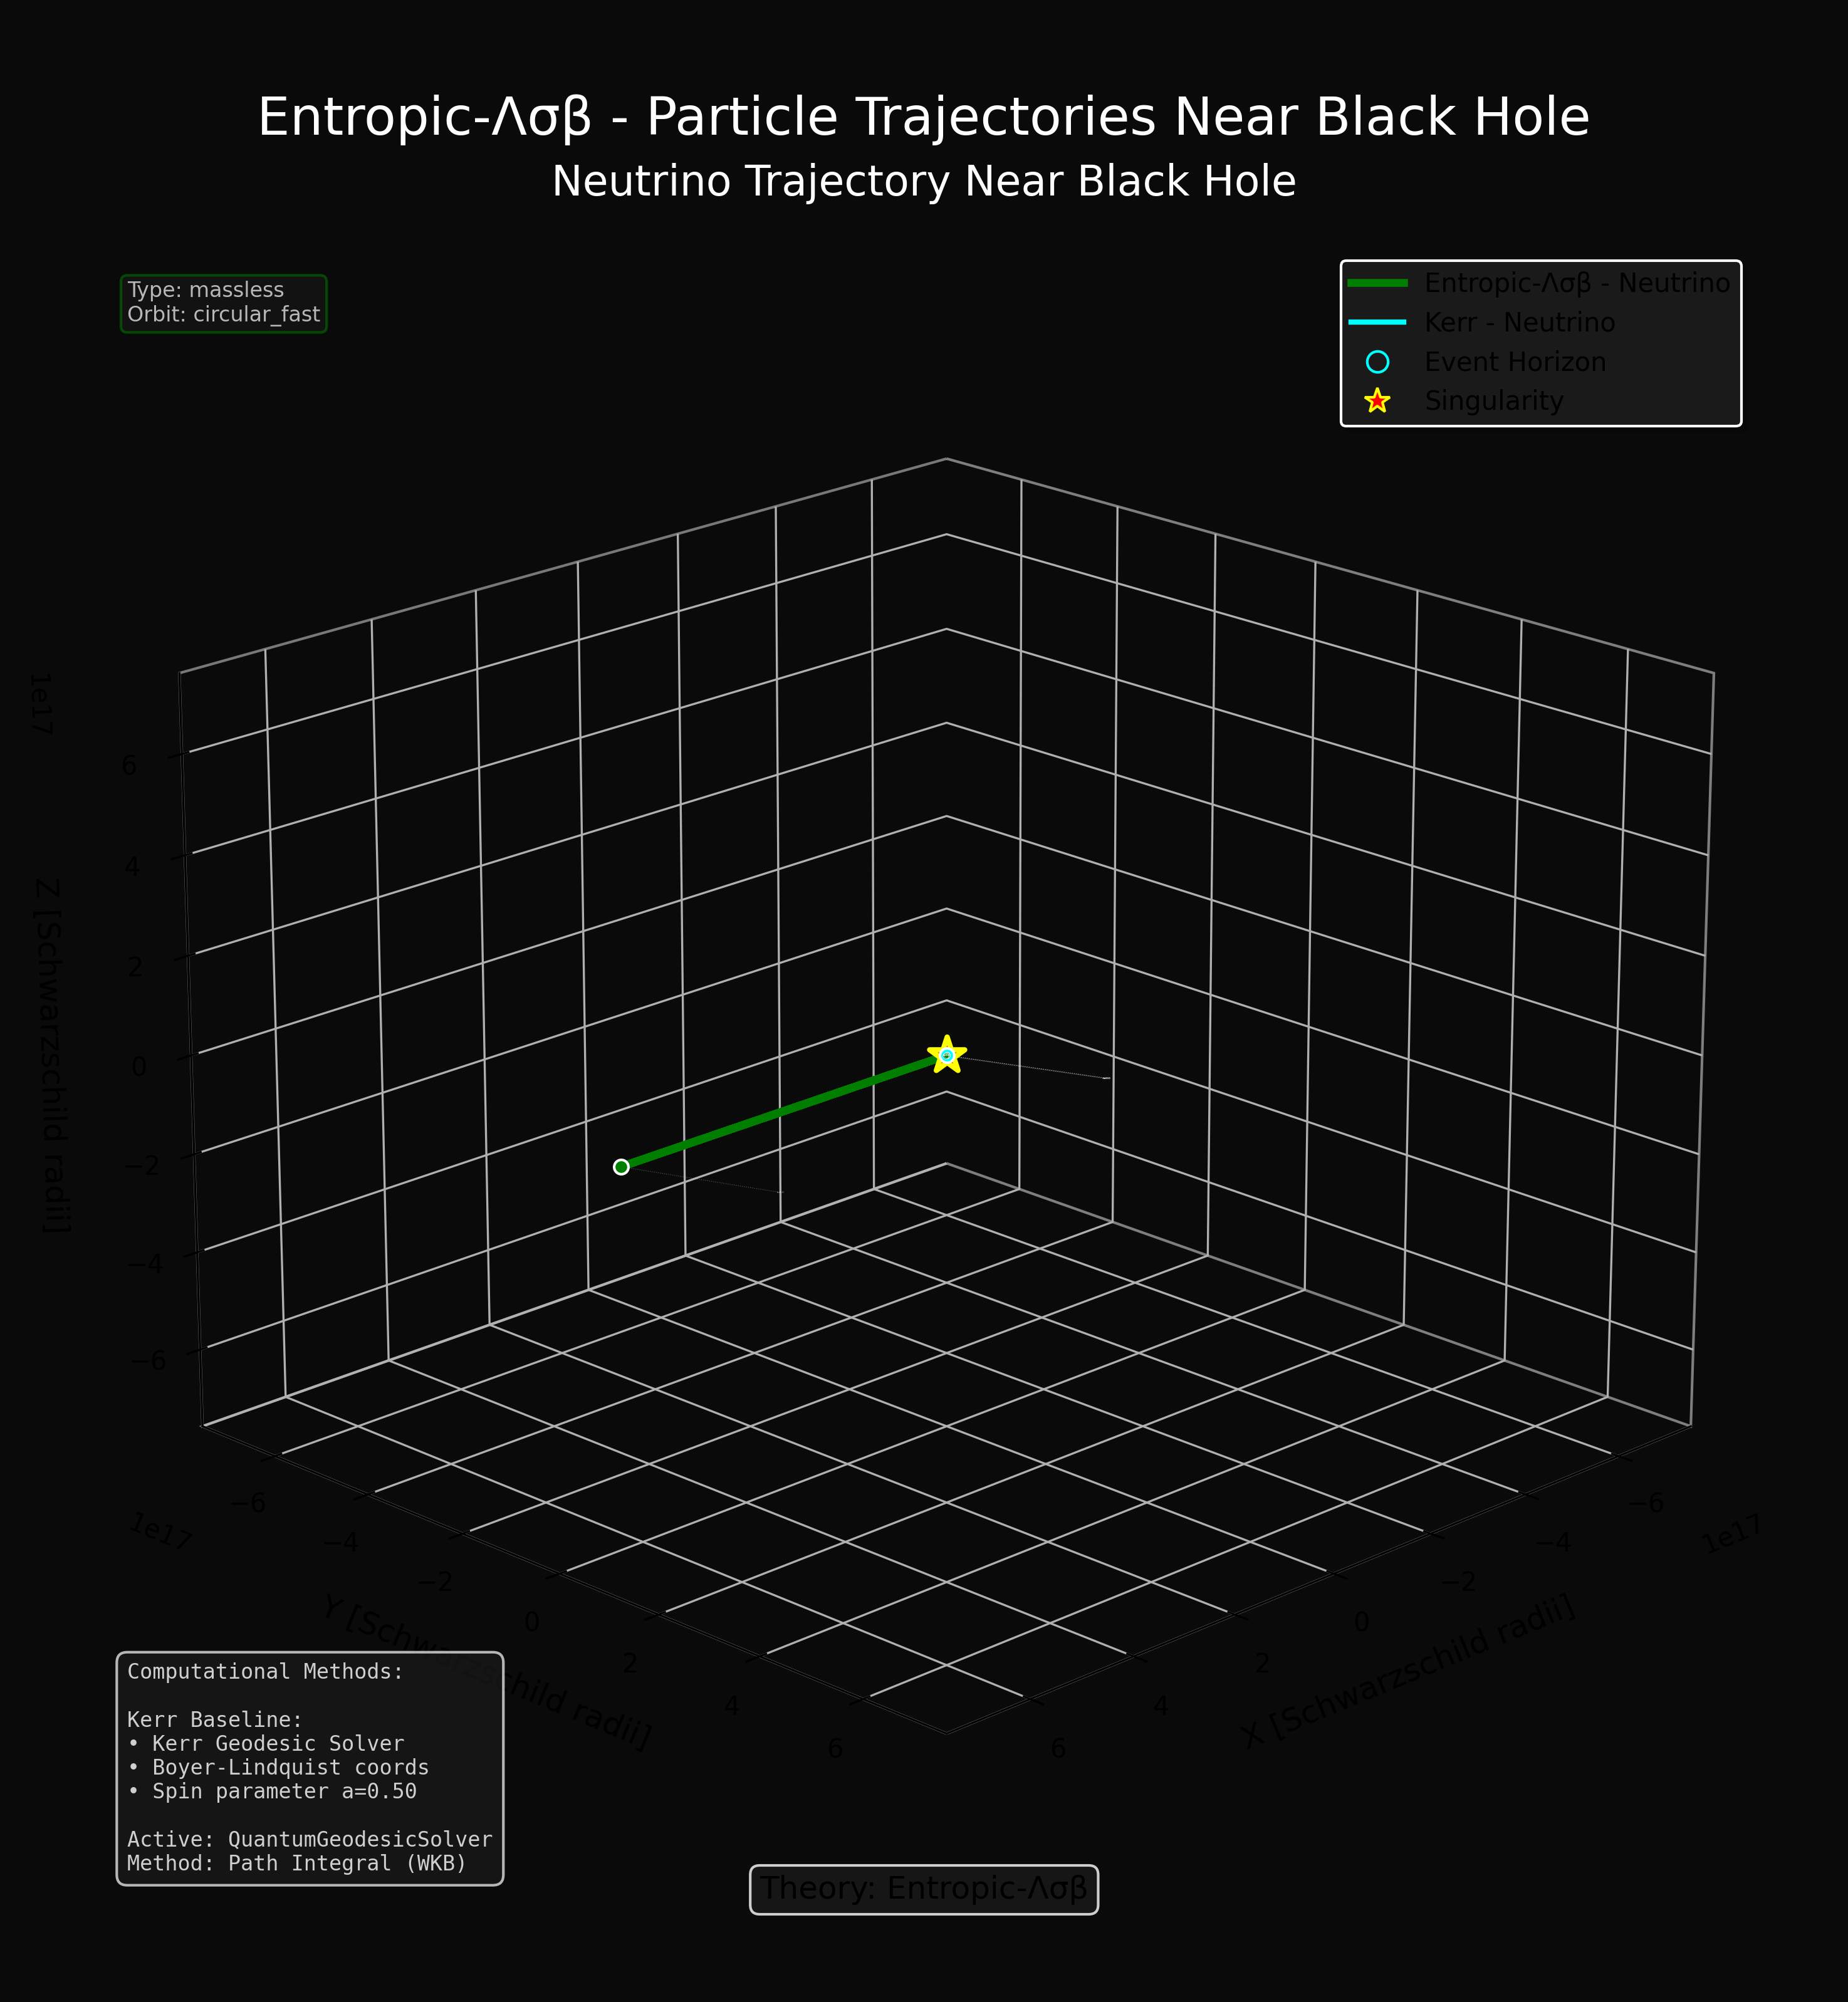 Entropic-Λσβ - Particle Trajectories Near Black Hole
Neutrino Trajectory Near Black Hole
Type: massless
Orbit: circular_fast
Entropic-Λσβ - Neutrino
Kerr - Neutrino
Event Horizon
Singularity
1e17
6
4
2
0
−2
−4
−6
Z [Schwarzschild radii]
1e17
−6
−4
−2
0
2
4
6
Y [Schwarzschild radii]
1e17
−6
−4
−2
0
2
4
6
X [Schwarzschild radii]
Computational Methods:
Kerr Baseline:
• Kerr Geodesic Solver
• Boyer-Lindquist coords
• Spin parameter a=0.50
Active: QuantumGeodesicSolver
Method: Path Integral (WKB)
Theory: Entropic-Λσβ